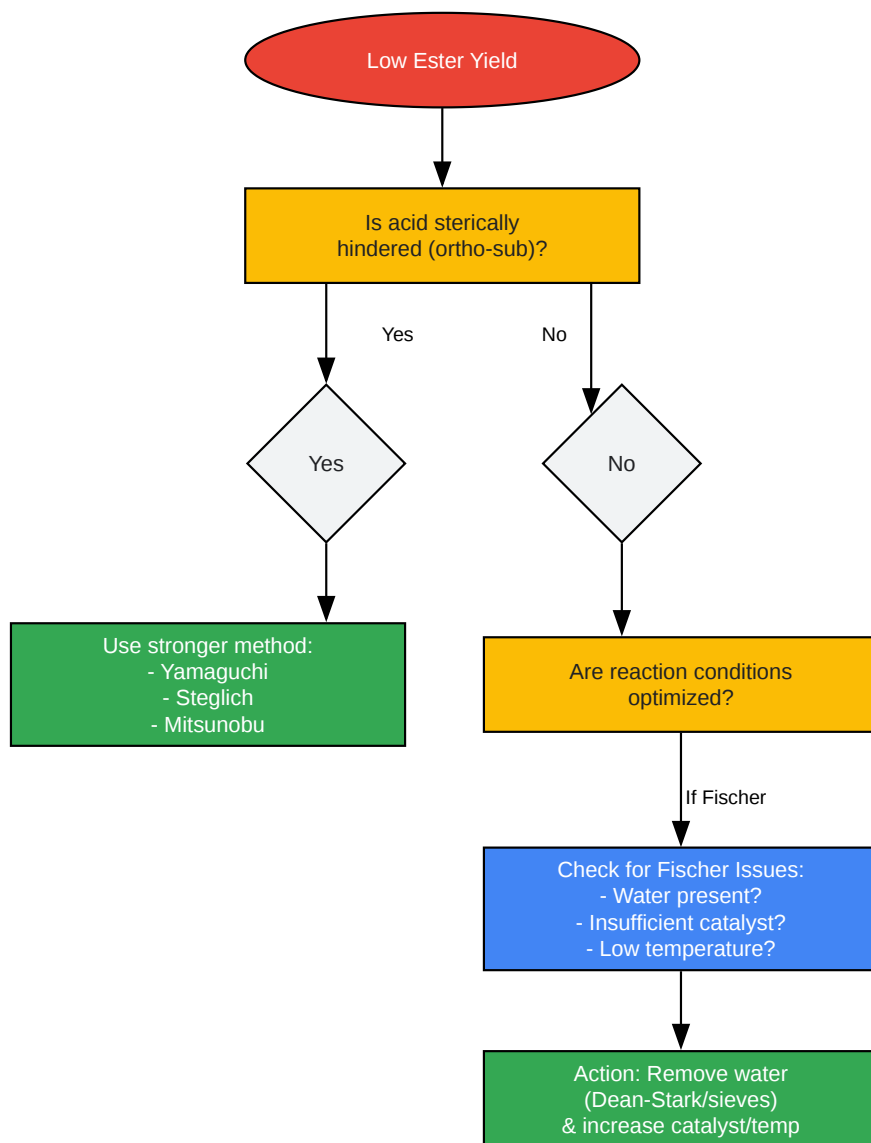 Low Ester Yield
Is acid sterically
hindered (ortho-sub)?
Yes
No
Yes
No
Use stronger method:
- Yamaguchi
- Steglich
- Mitsunobu
Are reaction conditions
optimized?
If Fischer
Check for Fischer Issues:
- Water present?
- Insufficient catalyst?
- Low temperature?
Action: Remove water
(Dean-Stark/sieves)
& increase catalyst/temp